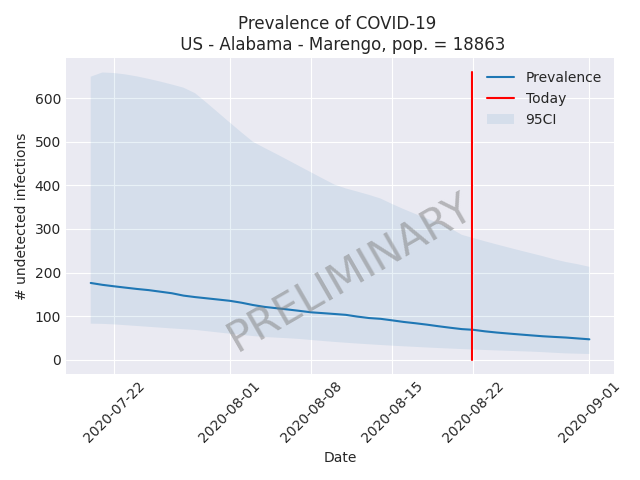 Prevalence of COVID-19
US - Alabama - Marengo, pop. = 18863
# undetected infections
600
500
400
300
200
100
0
Prevalence
Today
95CI
PRELIMINARY
2020-07-22
2020-08-01
2020-08-08
2020-08-15
2020-08-22
2020-09-01
Date